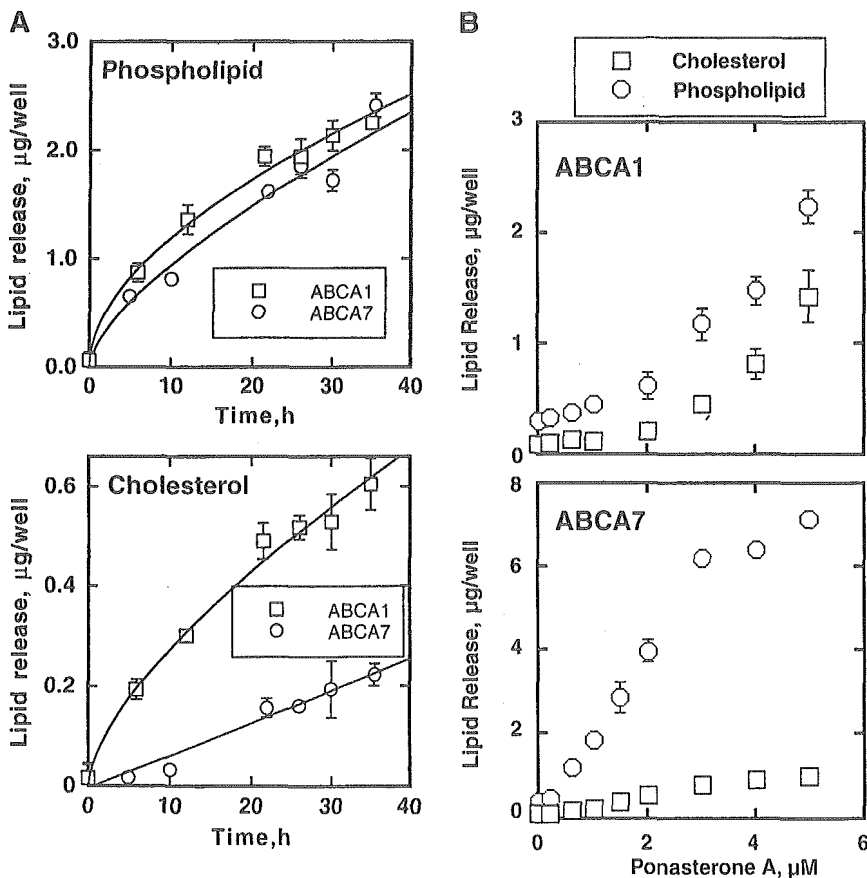 A
Phospholipid
Lipid release, µg/well
3.0
2.0
1.0
0.0
ABCA1
ABCA7
0
10
20
30
40
Time,h
Cholesterol
Lipid release, µg/well
0.6
0.4
0.2
0
ABCA1
ABCA7
0
10
20
30
40
Time,h
B
Cholesterol
Phospholipid
ABCA1
Lipid Release, µg/well
3
2
1
0
ABCA7
Lipid Release, µg/well
8
6
4
2
0
0
2
4
6
Ponasterone A, µM